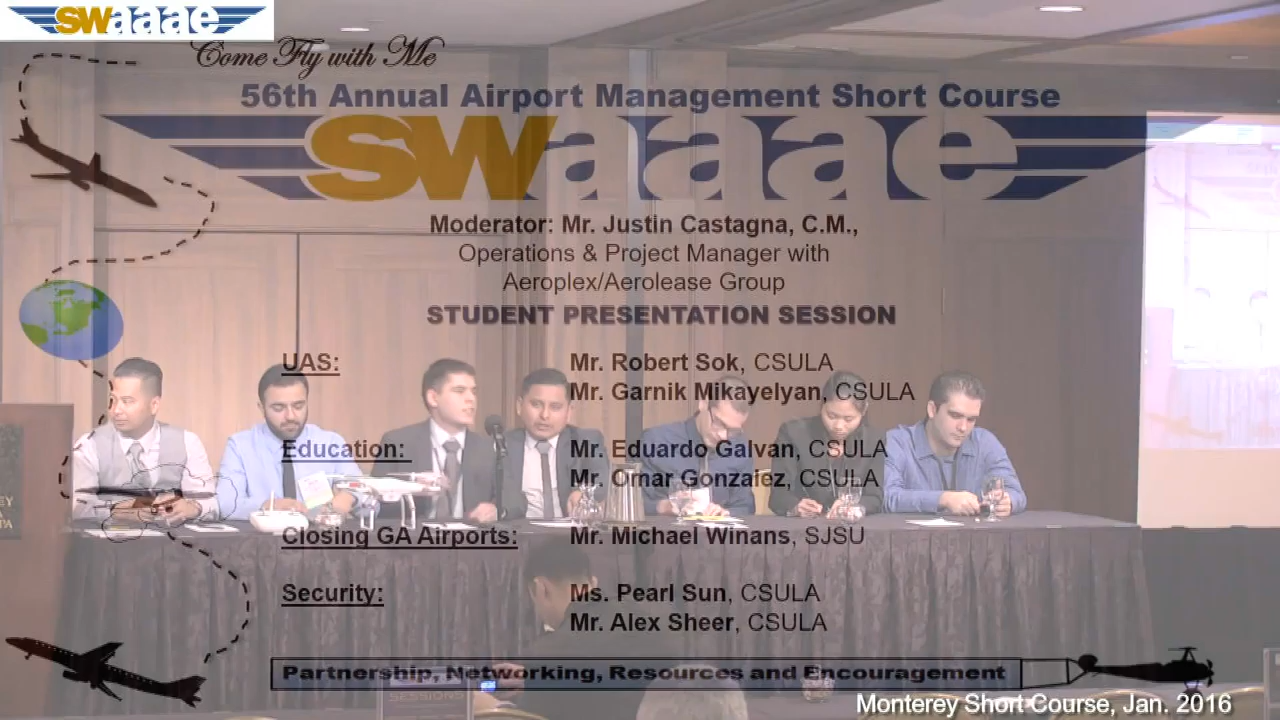 swaaae
Come Fly with Me
56th Annual Airport Management Short Course
swaaae
Moderator: Mr. Justin Castagna, C.M.,
Operations & Project Manager with
Aeroplex/Aerolease Group
STUDENT PRESENTATION SESSION
UAS: Mr. Robert Sok, CSULA
Mr. Garnik Mikayelyan, CSULA
Education: Mr. Eduardo Galvan, CSULA
Mr. Omar Gonzalez, CSULA
Closing GA Airports: Mr. Michael Winans, SJSU
Security: Ms. Pearl Sun, CSULA
Mr. Alex Sheer, CSULA
Partnership, Networking, Resources and Encouragement
SESSIONS
Monterey Short Course, Jan. 2016